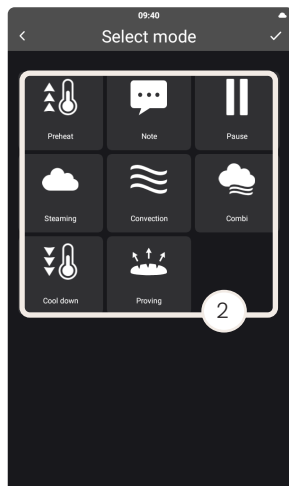 09:40
Select mode
Preheat
Note
Pause
Steaming
Convection
Combi
Cool down
Proving
2